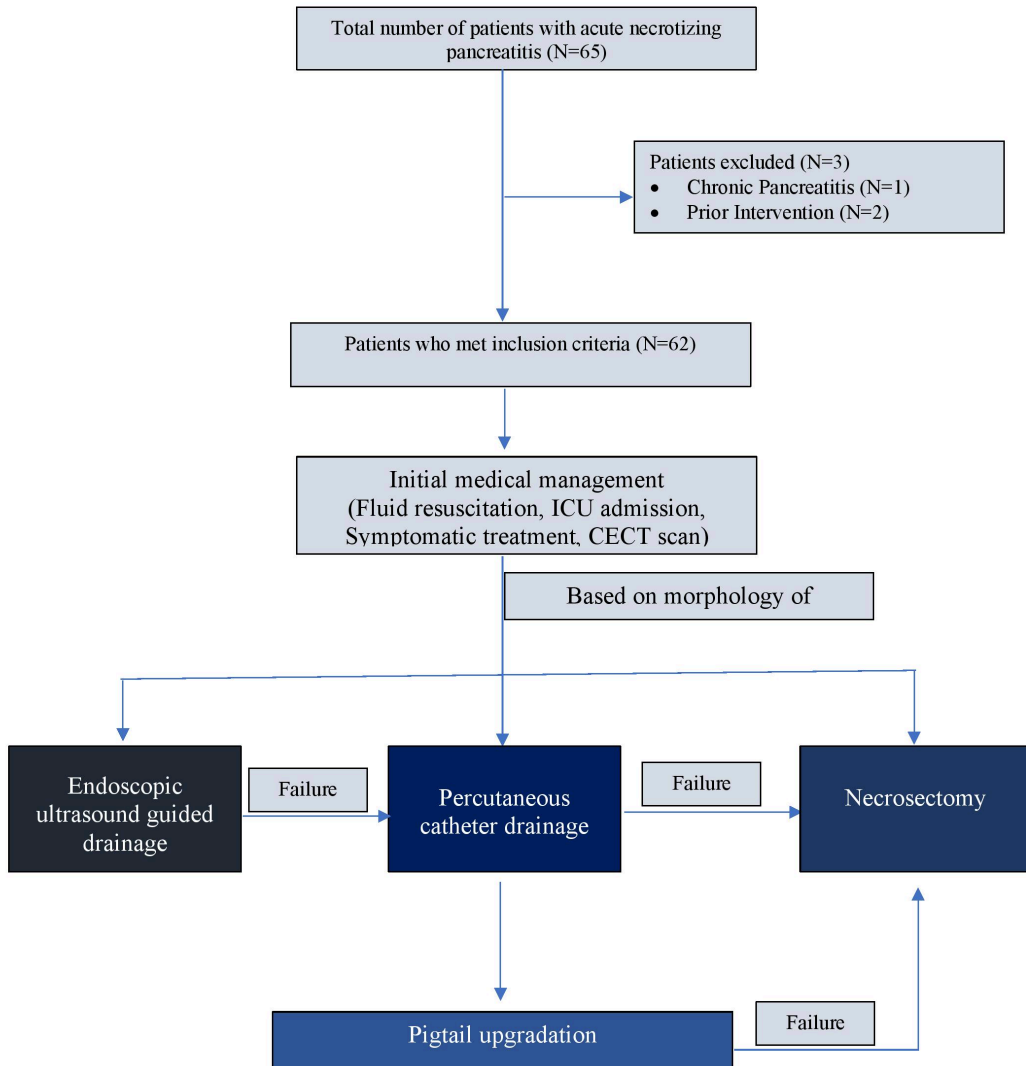 Total number of patients with acute necrotizing
pancreatitis (N=65)
Patients excluded (N=3)
• Chronic Pancreatitis (N=1)
• Prior Intervention (N=2)
Patients who met inclusion criteria (N=62)
Initial medical management
(Fluid resuscitation, ICU admission,
Symptomatic treatment, CECT scan)
Based on morphology of
Endoscopic
ultrasound guided
drainage
Failure
Percutaneous
catheter drainage
Failure
Necrosectomy
Pigtail upgradation
Failure